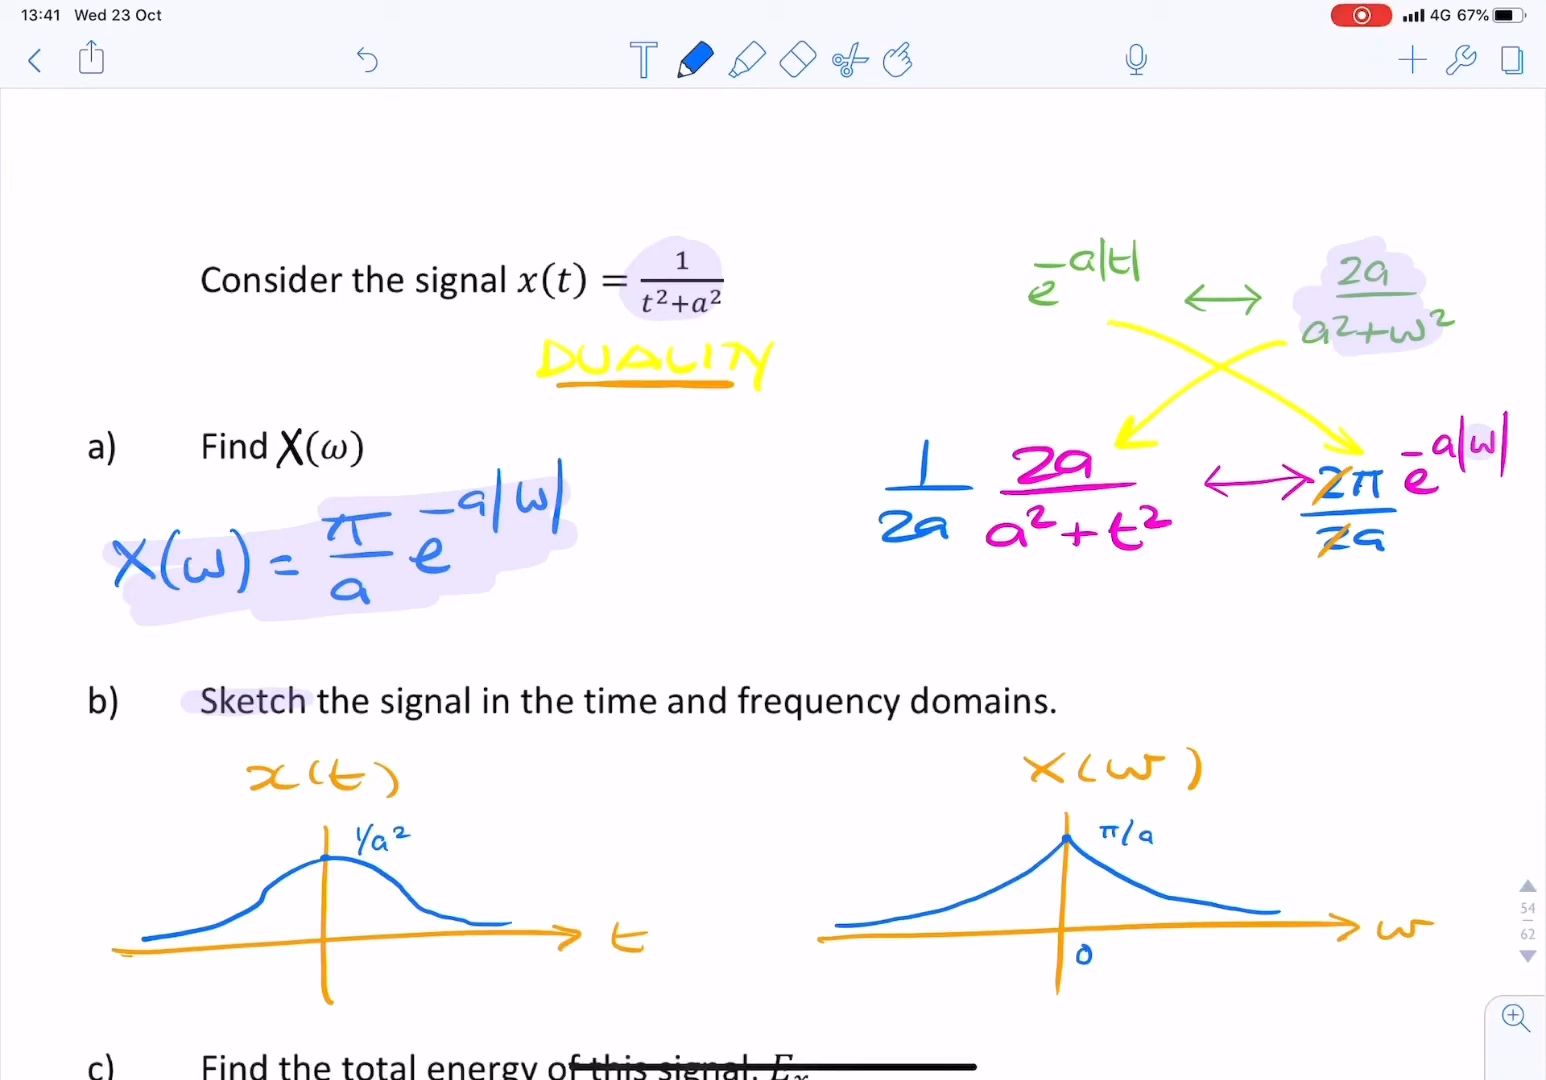 13:41 Wed 23 Oct 4G 67%
T
Consider the signal x(t) = 1/(t²+a²)
e^(-a|t|) ↔ 2a/(a²+ω²)
DUALITY
a) Find X(ω)
1/2a 2a/(a²+t²) ↔ 2π/2a e^(-a|ω|)
X(ω) = π/a e^(-a|ω|)
b) Sketch the signal in the time and frequency domains.
x(t)
1/a²
t
X(ω)
π/a
0
ω
54
62
c) Find the total energy of this signal, Eₓ